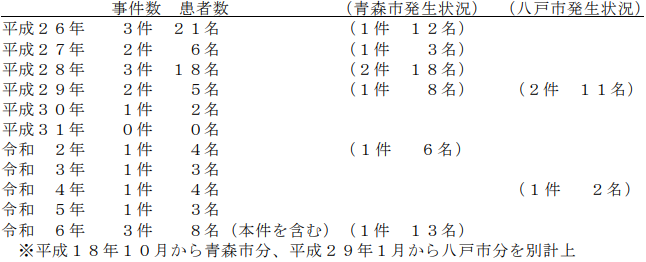 事件数　患者数　（青森市発生状況）　（八戸市発生状況）
平成２６年　３件　２１名　（１件　１２名）
平成２７年　２件　６名　（１件　３名）
平成２８年　３件　１８名　（２件　１８名）
平成２９年　２件　５名　（１件　８名）　（２件　１１名）
平成３０年　１件　２名
平成３１年　０件　０名
令和　２年　１件　４名　（１件　６名）
令和　３年　１件　３名
令和　４年　１件　４名　（１件　２名）
令和　５年　１件　３名
令和　６年　３件　８名（本件を含む）（１件　１３名）
※平成１８年１０月から青森市分、平成２９年１月から八戸市分を別計上